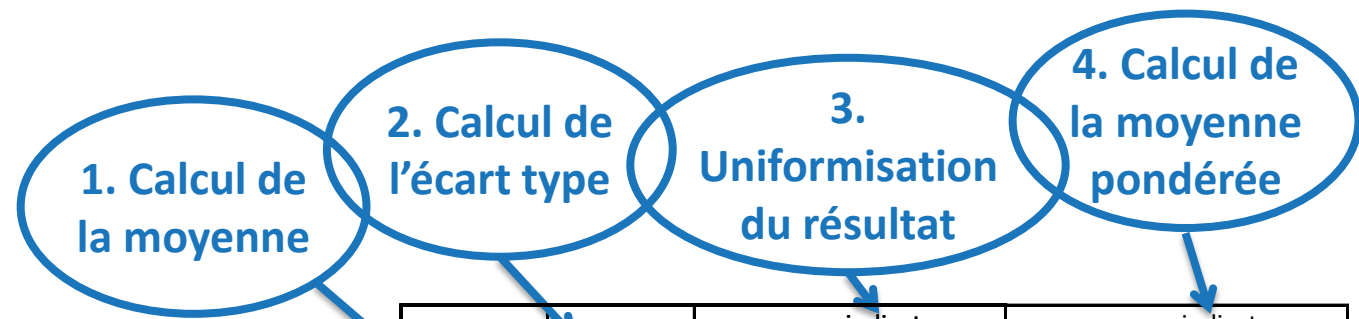 1. Calcul de
la moyenne
2. Calcul de
l’écart type
3.
Uniformisation
du résultat
4. Calcul de
la moyenne
pondérée